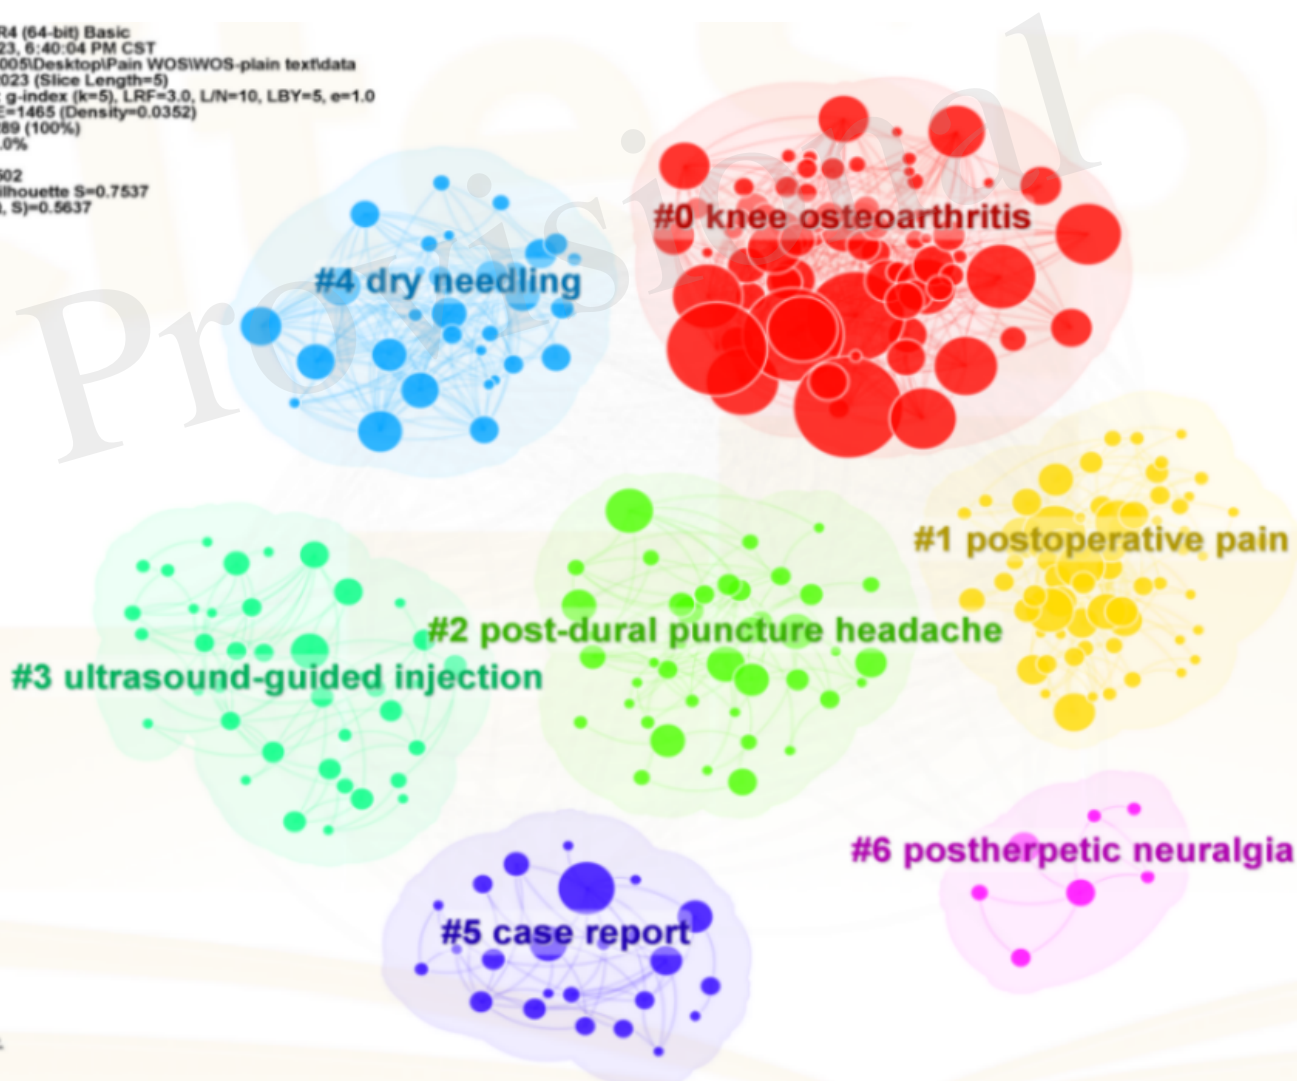 R4 (64-bit) Basic
23, 6:40:04 PM CST
005\Desktop\Pain WOS\WOS-plain text\data
023 (Slice Length=5)
: g-index (k=5), LRF=3.0, L/N=10, LBY=5, e=1.0
E=1465 (Density=0.0352)
289 (100%)
.0%
602
ilhouette S=0.7537
, S)=0.5637
Provisional
#0 knee osteoarthritis
#4 dry needling
#1 postoperative pain
#2 post-dural puncture headache
#3 ultrasound-guided injection
#6 postherpetic neuralgia
#5 case report